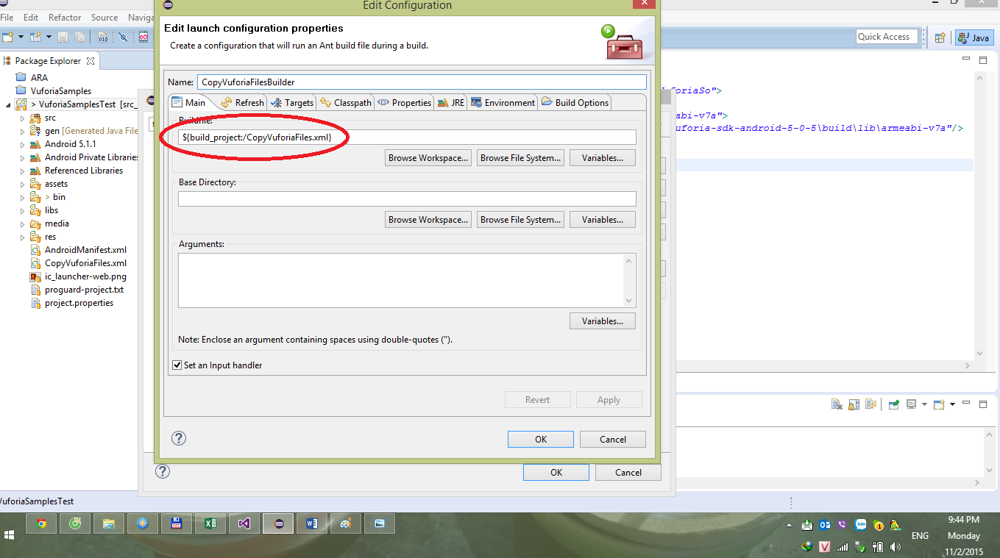 Edit Configuration
File Edit Refactor Source Naviga
Edit launch configuration properties
Create a configuration that will run an Ant build file during a build.
Quick Access
Java
Package Explorer
Name: CopyVuforiaFilesBuilder
Main Refresh Targets Classpath Properties JRE Environment Build Options
Buildfile:
${build_project:/CopyVuforiaFiles.xml}
Browse Workspace... Browse File System... Variables...
Base Directory:
Browse Workspace... Browse File System... Variables...
Arguments:
Variables...
Note: Enclose an argument containing spaces using double-quotes (").
Set an Input handler
Revert Apply
OK Cancel
OK Cancel
ARA
VuforiaSamples
> VuforiaSamplesTest [src_
src
gen [Generated Java File
Android 5.1.1
Android Private Libraries
Referenced Libraries
assets
> bin
libs
media
res
AndroidManifest.xml
CopyVuforiaFiles.xml
ic_launcher-web.png
proguard-project.txt
project.properties
foriaSo">
abi-v7a">
uforia-sdk-android-5-0-5\build\lib\armeabi-v7a"/>
VuforiaSamplesTest
ENG
9:44 PM
Monday
11/2/2015